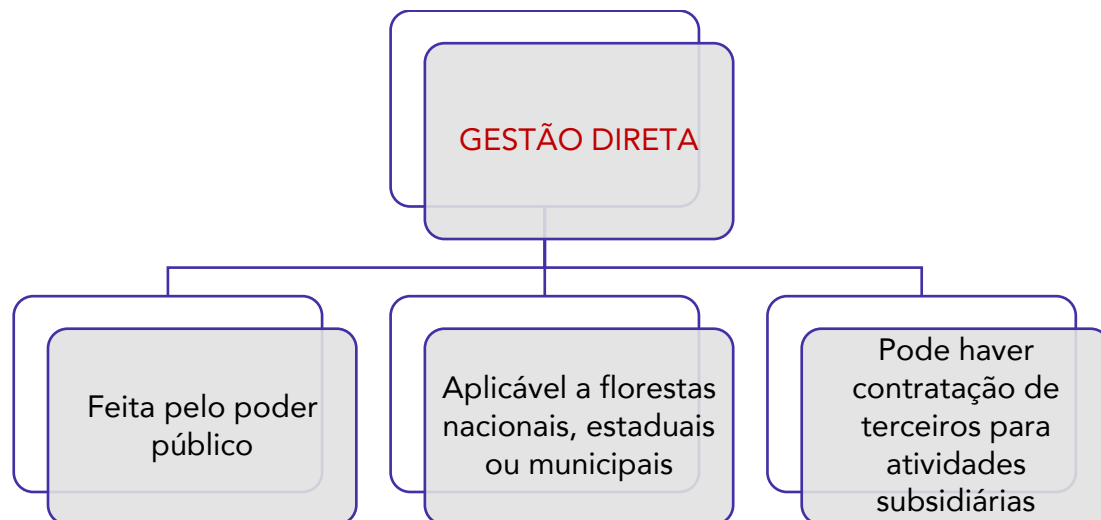 GESTÃO DIRETA
Feita pelo poder
público
Aplicável a florestas
nacionais, estaduais
ou municipais
Pode haver
contratação de
terceiros para
atividades
subsidiárias